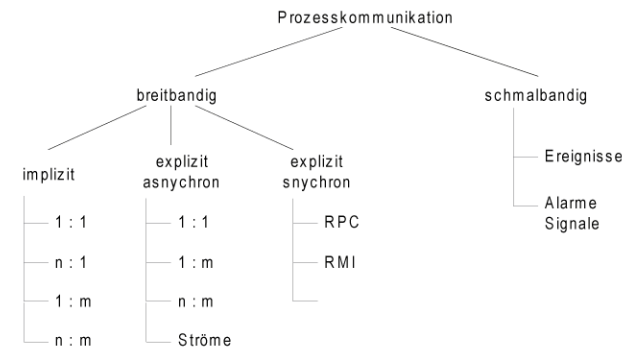 Prozesskommunikation
breitbandig
schmalbandig
implizit
1 : 1
n : 1
1 : m
n : m
explizit
asnychron
1 : 1
1 : m
n : m
Ströme
explizit
snychron
RPC
RMI
Ereignisse
Alarme
Signale